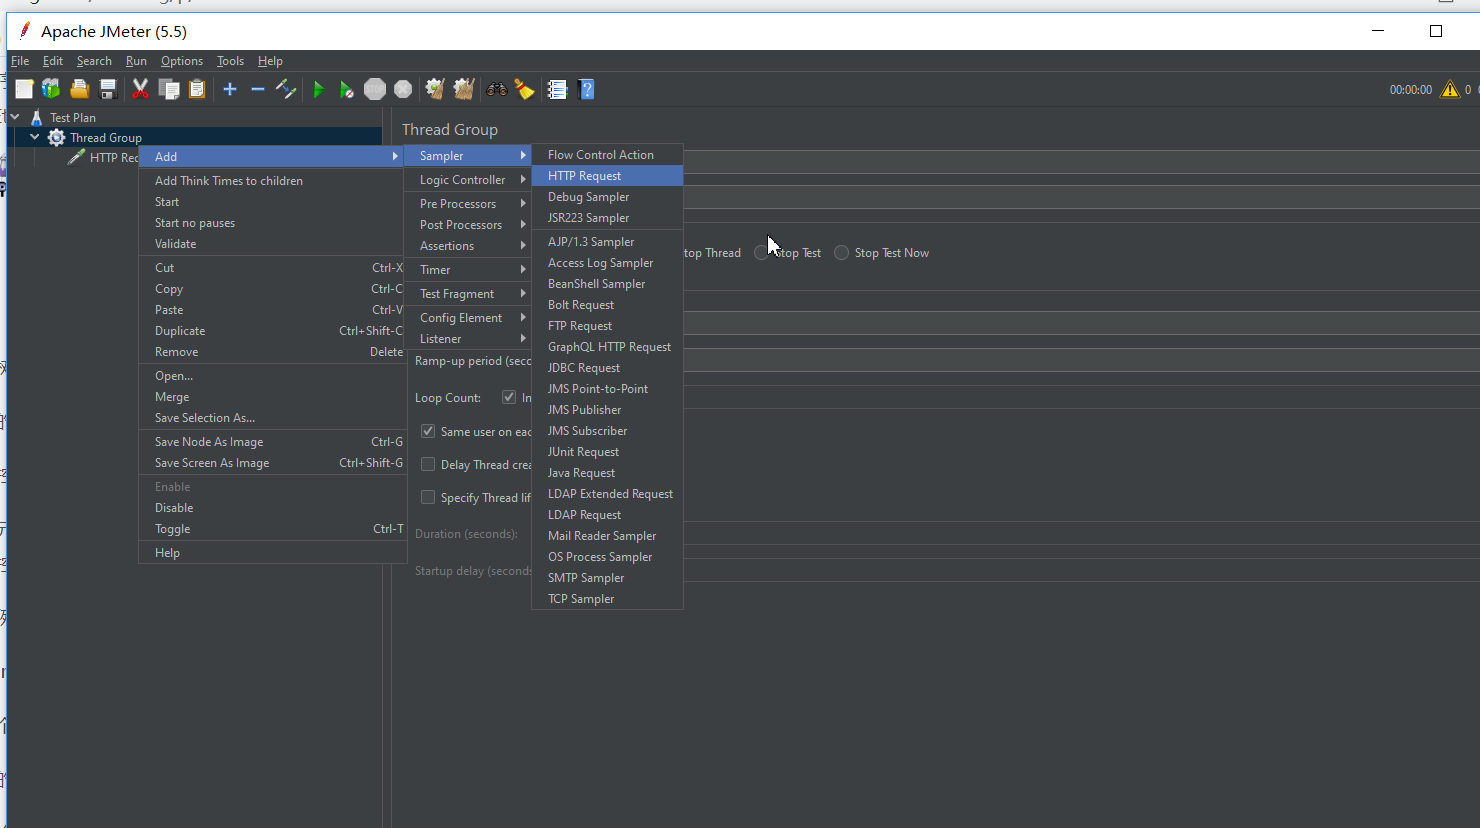 Apache JMeter (5.5)
File Edit Search Run Options Tools Help
00:00:00 0
Test Plan
Thread Group
HTTP Rec
Thread Group
Add
Add Think Times to children
Start
Start no pauses
Validate
Cut Ctrl-X
Copy Ctrl-C
Paste Ctrl-V
Duplicate Ctrl+Shift-C
Remove Delete
Open...
Merge
Save Selection As...
Save Node As Image Ctrl-G
Save Screen As Image Ctrl+Shift-G
Enable
Disable
Toggle Ctrl-T
Help
Sampler
Logic Controller
Pre Processors
Post Processors
Assertions
Timer
Test Fragment
Config Element
Listener
Flow Control Action
HTTP Request
Debug Sampler
JSR223 Sampler
AJP/1.3 Sampler
Access Log Sampler
BeanShell Sampler
Bolt Request
FTP Request
GraphQL HTTP Request
JDBC Request
JMS Point-to-Point
JMS Publisher
JMS Subscriber
JUnit Request
Java Request
LDAP Extended Request
LDAP Request
Mail Reader Sampler
OS Process Sampler
SMTP Sampler
TCP Sampler
top Thread Stop Test Stop Test Now
Ramp-up period (sec
Loop Count: In
Same user on eac
Delay Thread crea
Specify Thread lif
Duration (seconds):
Startup delay (seconds